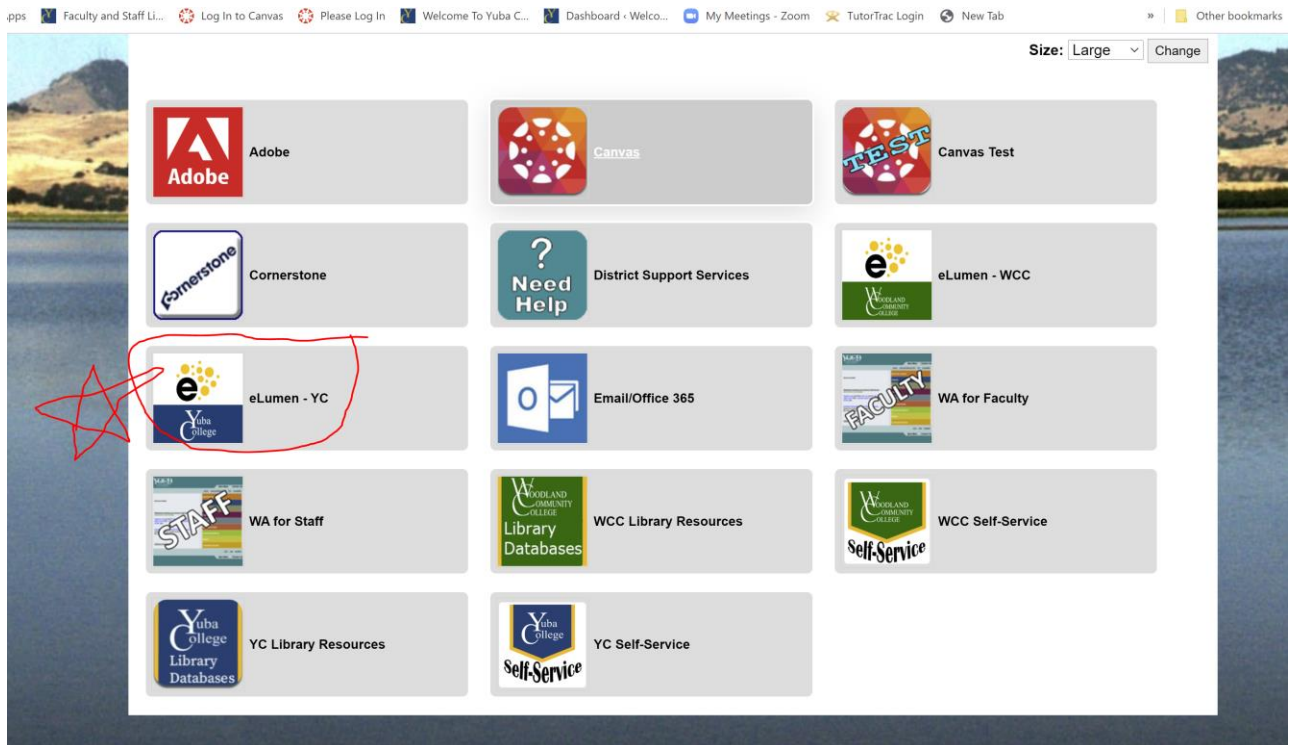 Apps Faculty and Staff Li... Log In to Canvas Please Log In Welcome To Yuba C... Dashboard ‹ Welco... My Meetings - Zoom TutorTrac Login New Tab » Other bookmarks
Size: Large Change
Adobe
Adobe
Canvas
TEST
Canvas Test
Cornerstone
Cornerstone
?
Need
Help
District Support Services
e
Woodland
Community
College
eLumen - WCC
e
Yuba
College
eLumen - YC
O
Email/Office 365
FACULTY
WA for Faculty
STAFF
WA for Staff
WOODLAND
COMMUNITY
COLLEGE
Library
Databases
WCC Library Resources
WOODLAND
COMMUNITY
COLLEGE
Self-Service
WCC Self-Service
Yuba
College
Library
Databases
YC Library Resources
Yuba
College
Self-Service
YC Self-Service